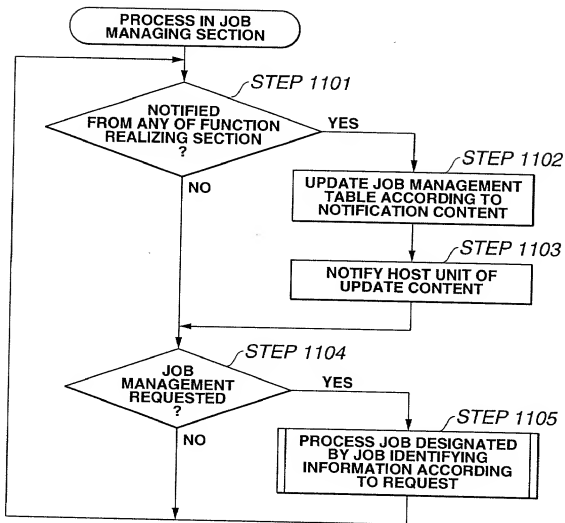 PROCESS IN JOB
MANAGING SECTION
STEP 1101
NOTIFIED
FROM ANY OF FUNCTION
REALIZING SECTION
?
YES
NO
STEP 1102
UPDATE JOB MANAGEMENT
TABLE ACCORDING TO
NOTIFICATION CONTENT
STEP 1103
NOTIFY HOST UNIT OF
UPDATE CONTENT
STEP 1104
JOB
MANAGEMENT
REQUESTED
?
YES
NO
STEP 1105
PROCESS JOB DESIGNATED
BY JOB IDENTIFYING
INFORMATION ACCORDING
TO REQUEST